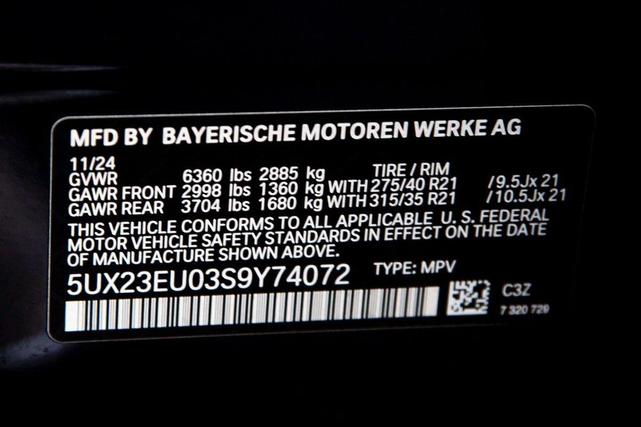 MFD BY BAYERISCHE MOTOREN WERKE AG
11/24 TIRE / RIM
GVWR 6360 lbs 2885 kg
GAWR FRONT 2998 lbs 1360 kg WITH 275/40 R21 /9.5Jx 21
GAWR REAR 3704 lbs 1680 kg WITH 315/35 R21 /10.5Jx 21
THIS VEHICLE CONFORMS TO ALL APPLICABLE U. S. FEDERAL
MOTOR VEHICLE SAFETY STANDARDS IN EFFECT ON THE DATE
OF MANUFACTURE SHOWN ABOVE.
5UX23EU03S9Y74072 TYPE: MPV
C3Z
7 320 729